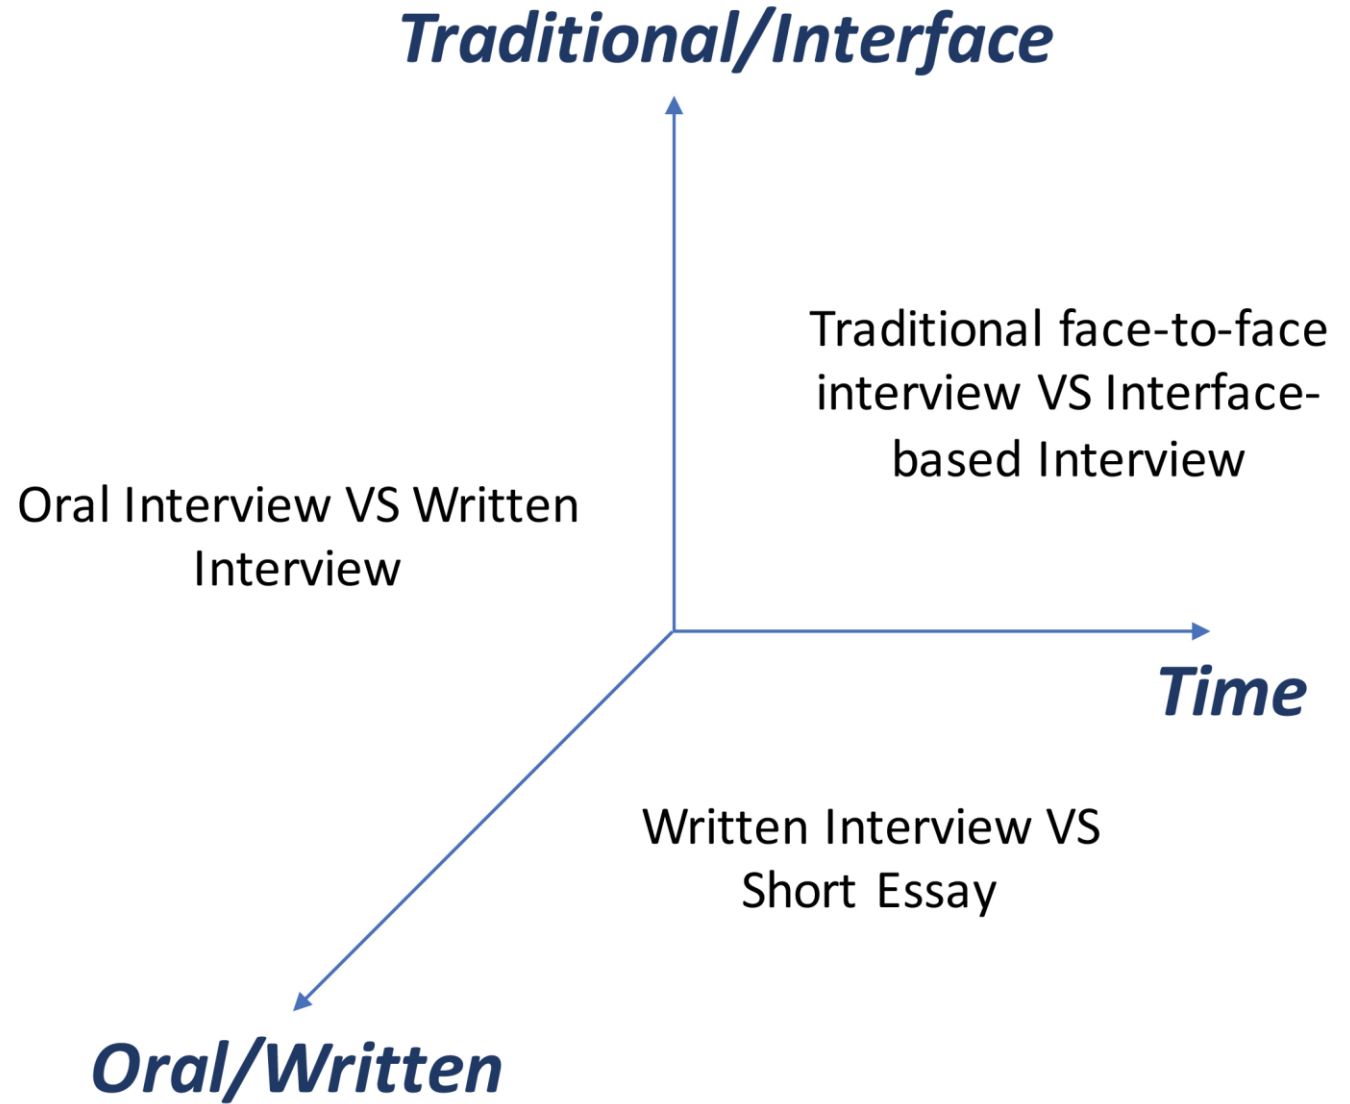 Traditional/Interface
Traditional face-to-face
interview VS Interface-
based Interview
Oral Interview VS Written
Interview
Time
Written Interview VS
Short Essay
Oral/Written